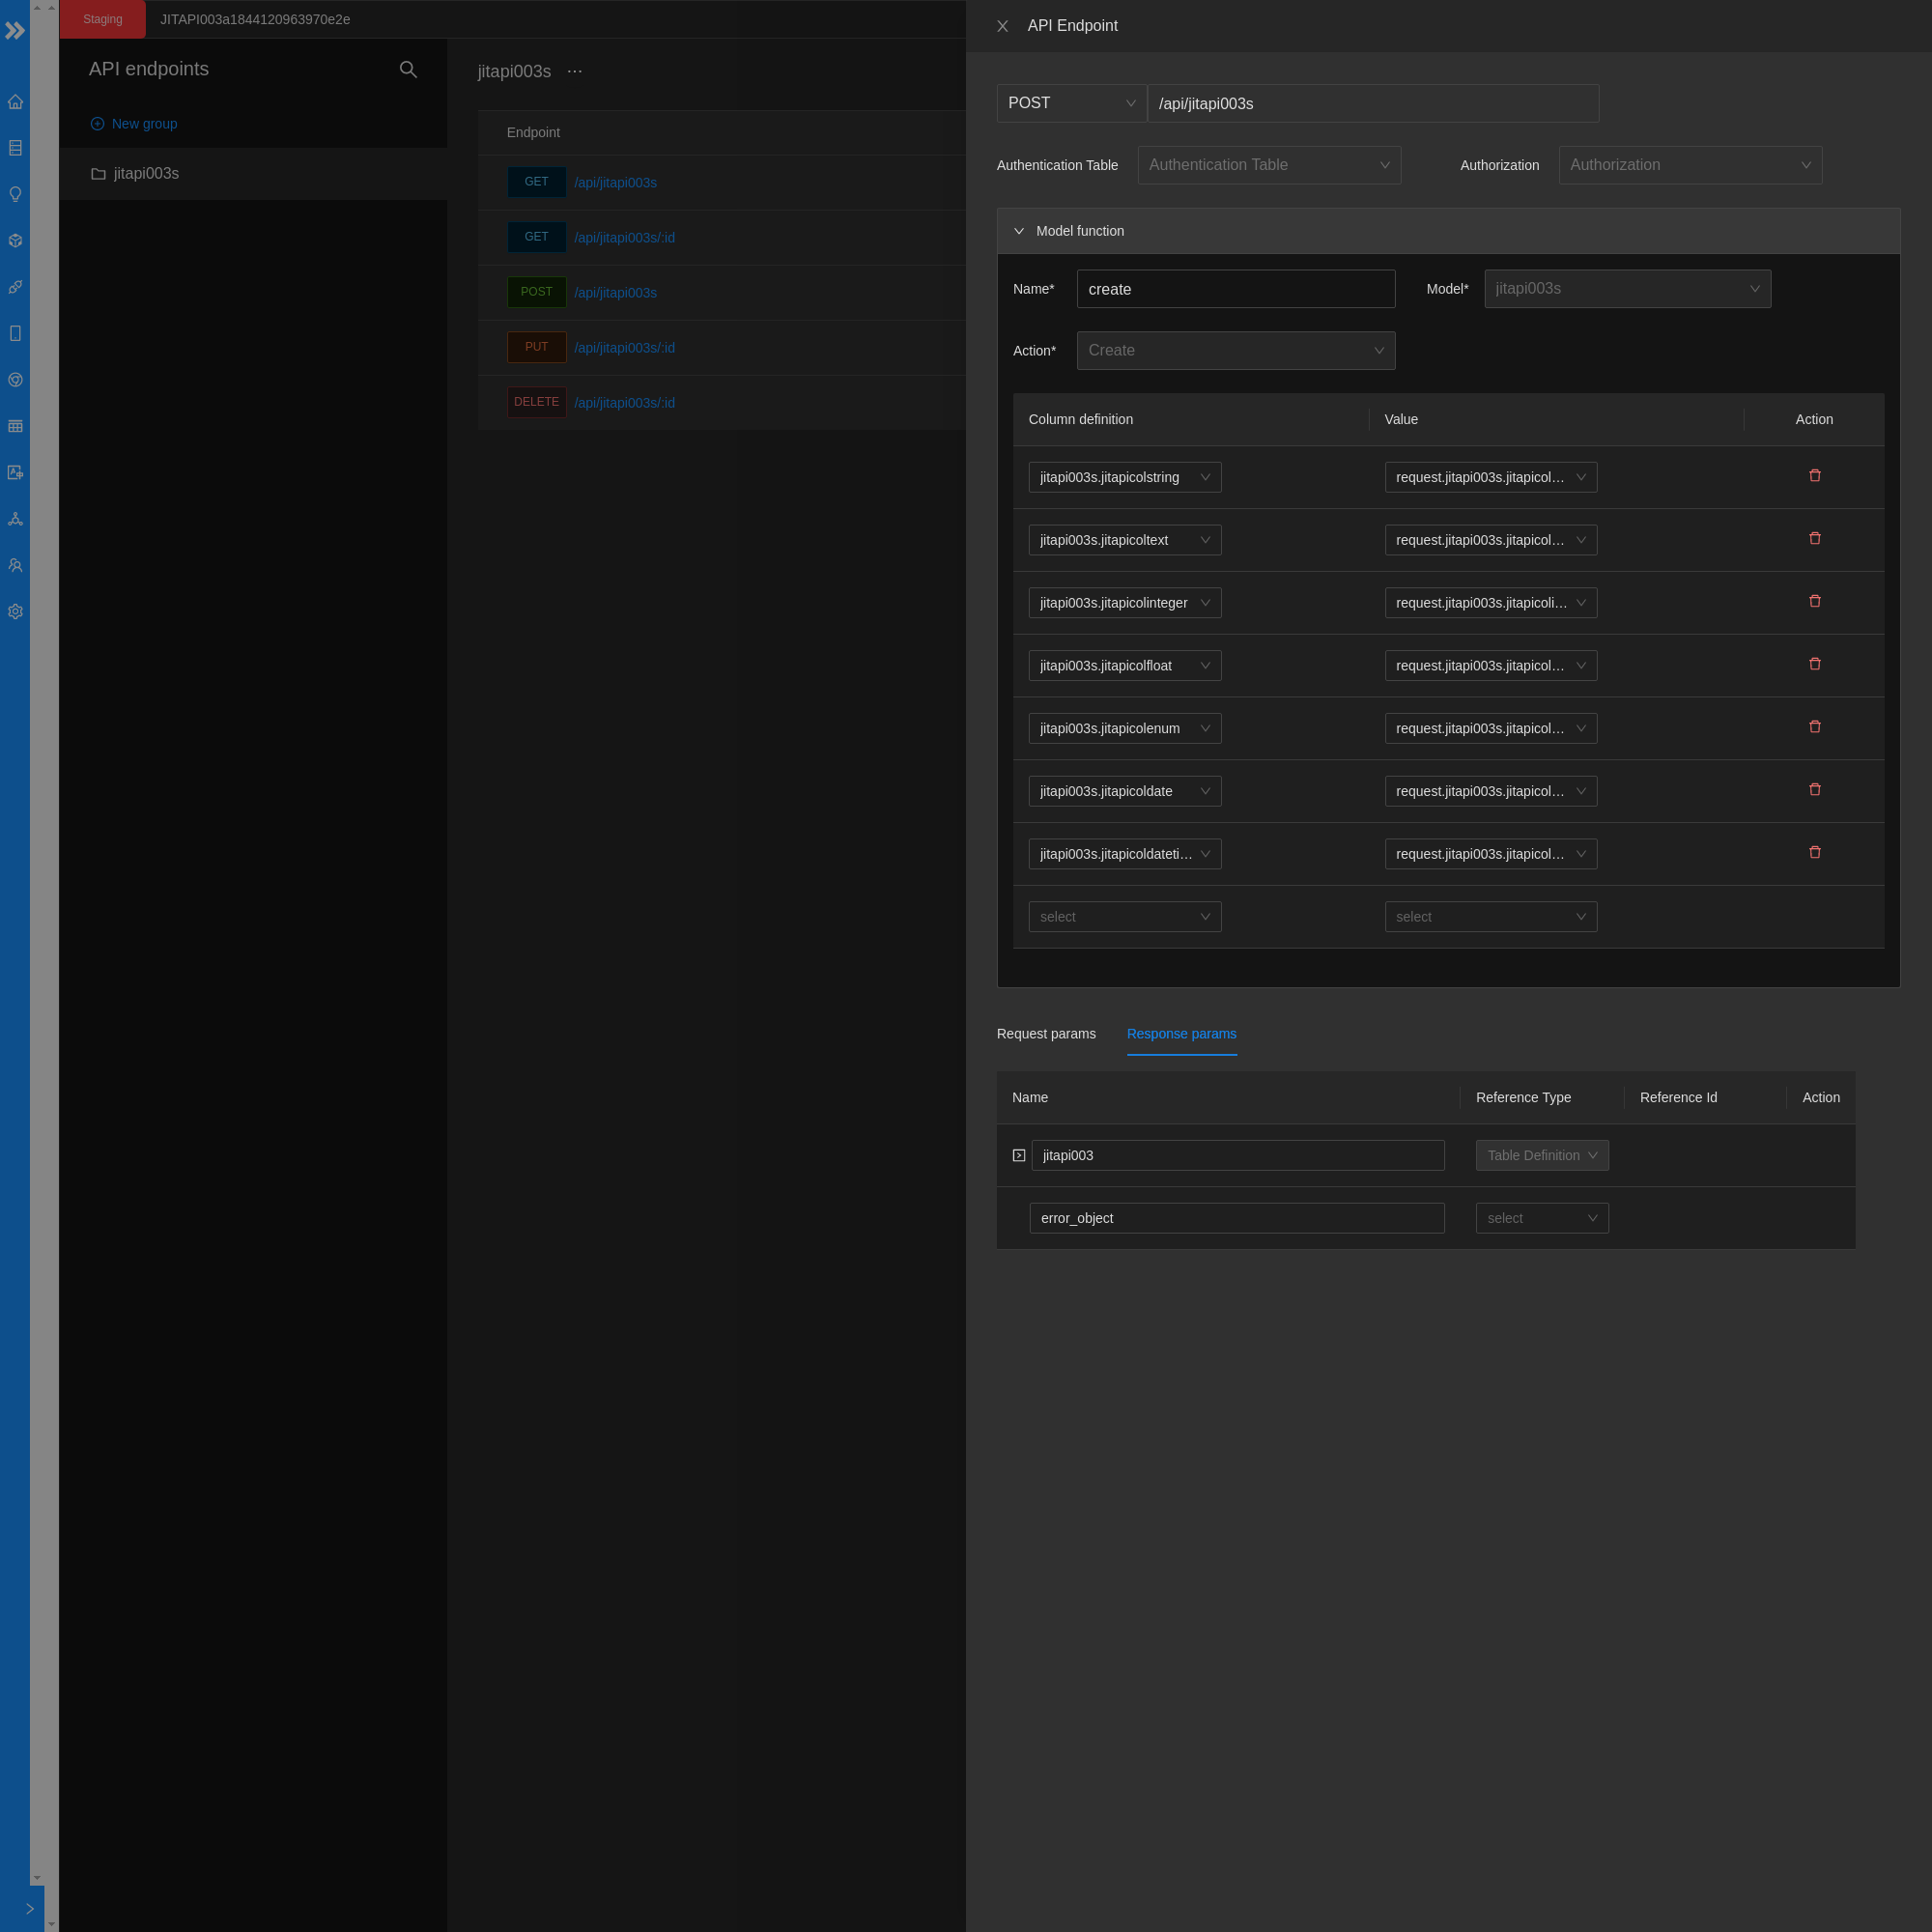 Staging
JITAPI003a1844120963970e2e
API endpoints
New group
jitapi003s
jitapi003s ...
Endpoint
GET /api/jitapi003s
GET /api/jitapi003s/:id
POST /api/jitapi003s
PUT /api/jitapi003s/:id
DELETE /api/jitapi003s/:id
API Endpoint
POST /api/jitapi003s
Authentication Table Authentication Table Authorization Authorization
Model function
Name* create Model* jitapi003s
Action* Create
Column definition Value Action
jitapi003s.jitapicolstring request.jitapi003s.jitapicol…
jitapi003s.jitapicoltext request.jitapi003s.jitapicol…
jitapi003s.jitapicolinteger request.jitapi003s.jitapicoli…
jitapi003s.jitapicolfloat request.jitapi003s.jitapicol…
jitapi003s.jitapicolenum request.jitapi003s.jitapicol…
jitapi003s.jitapicoldate request.jitapi003s.jitapicol…
jitapi003s.jitapicoldateti… request.jitapi003s.jitapicol…
select select
Request params Response params
Name Reference Type Reference Id Action
jitapi003 Table Definition
error_object select